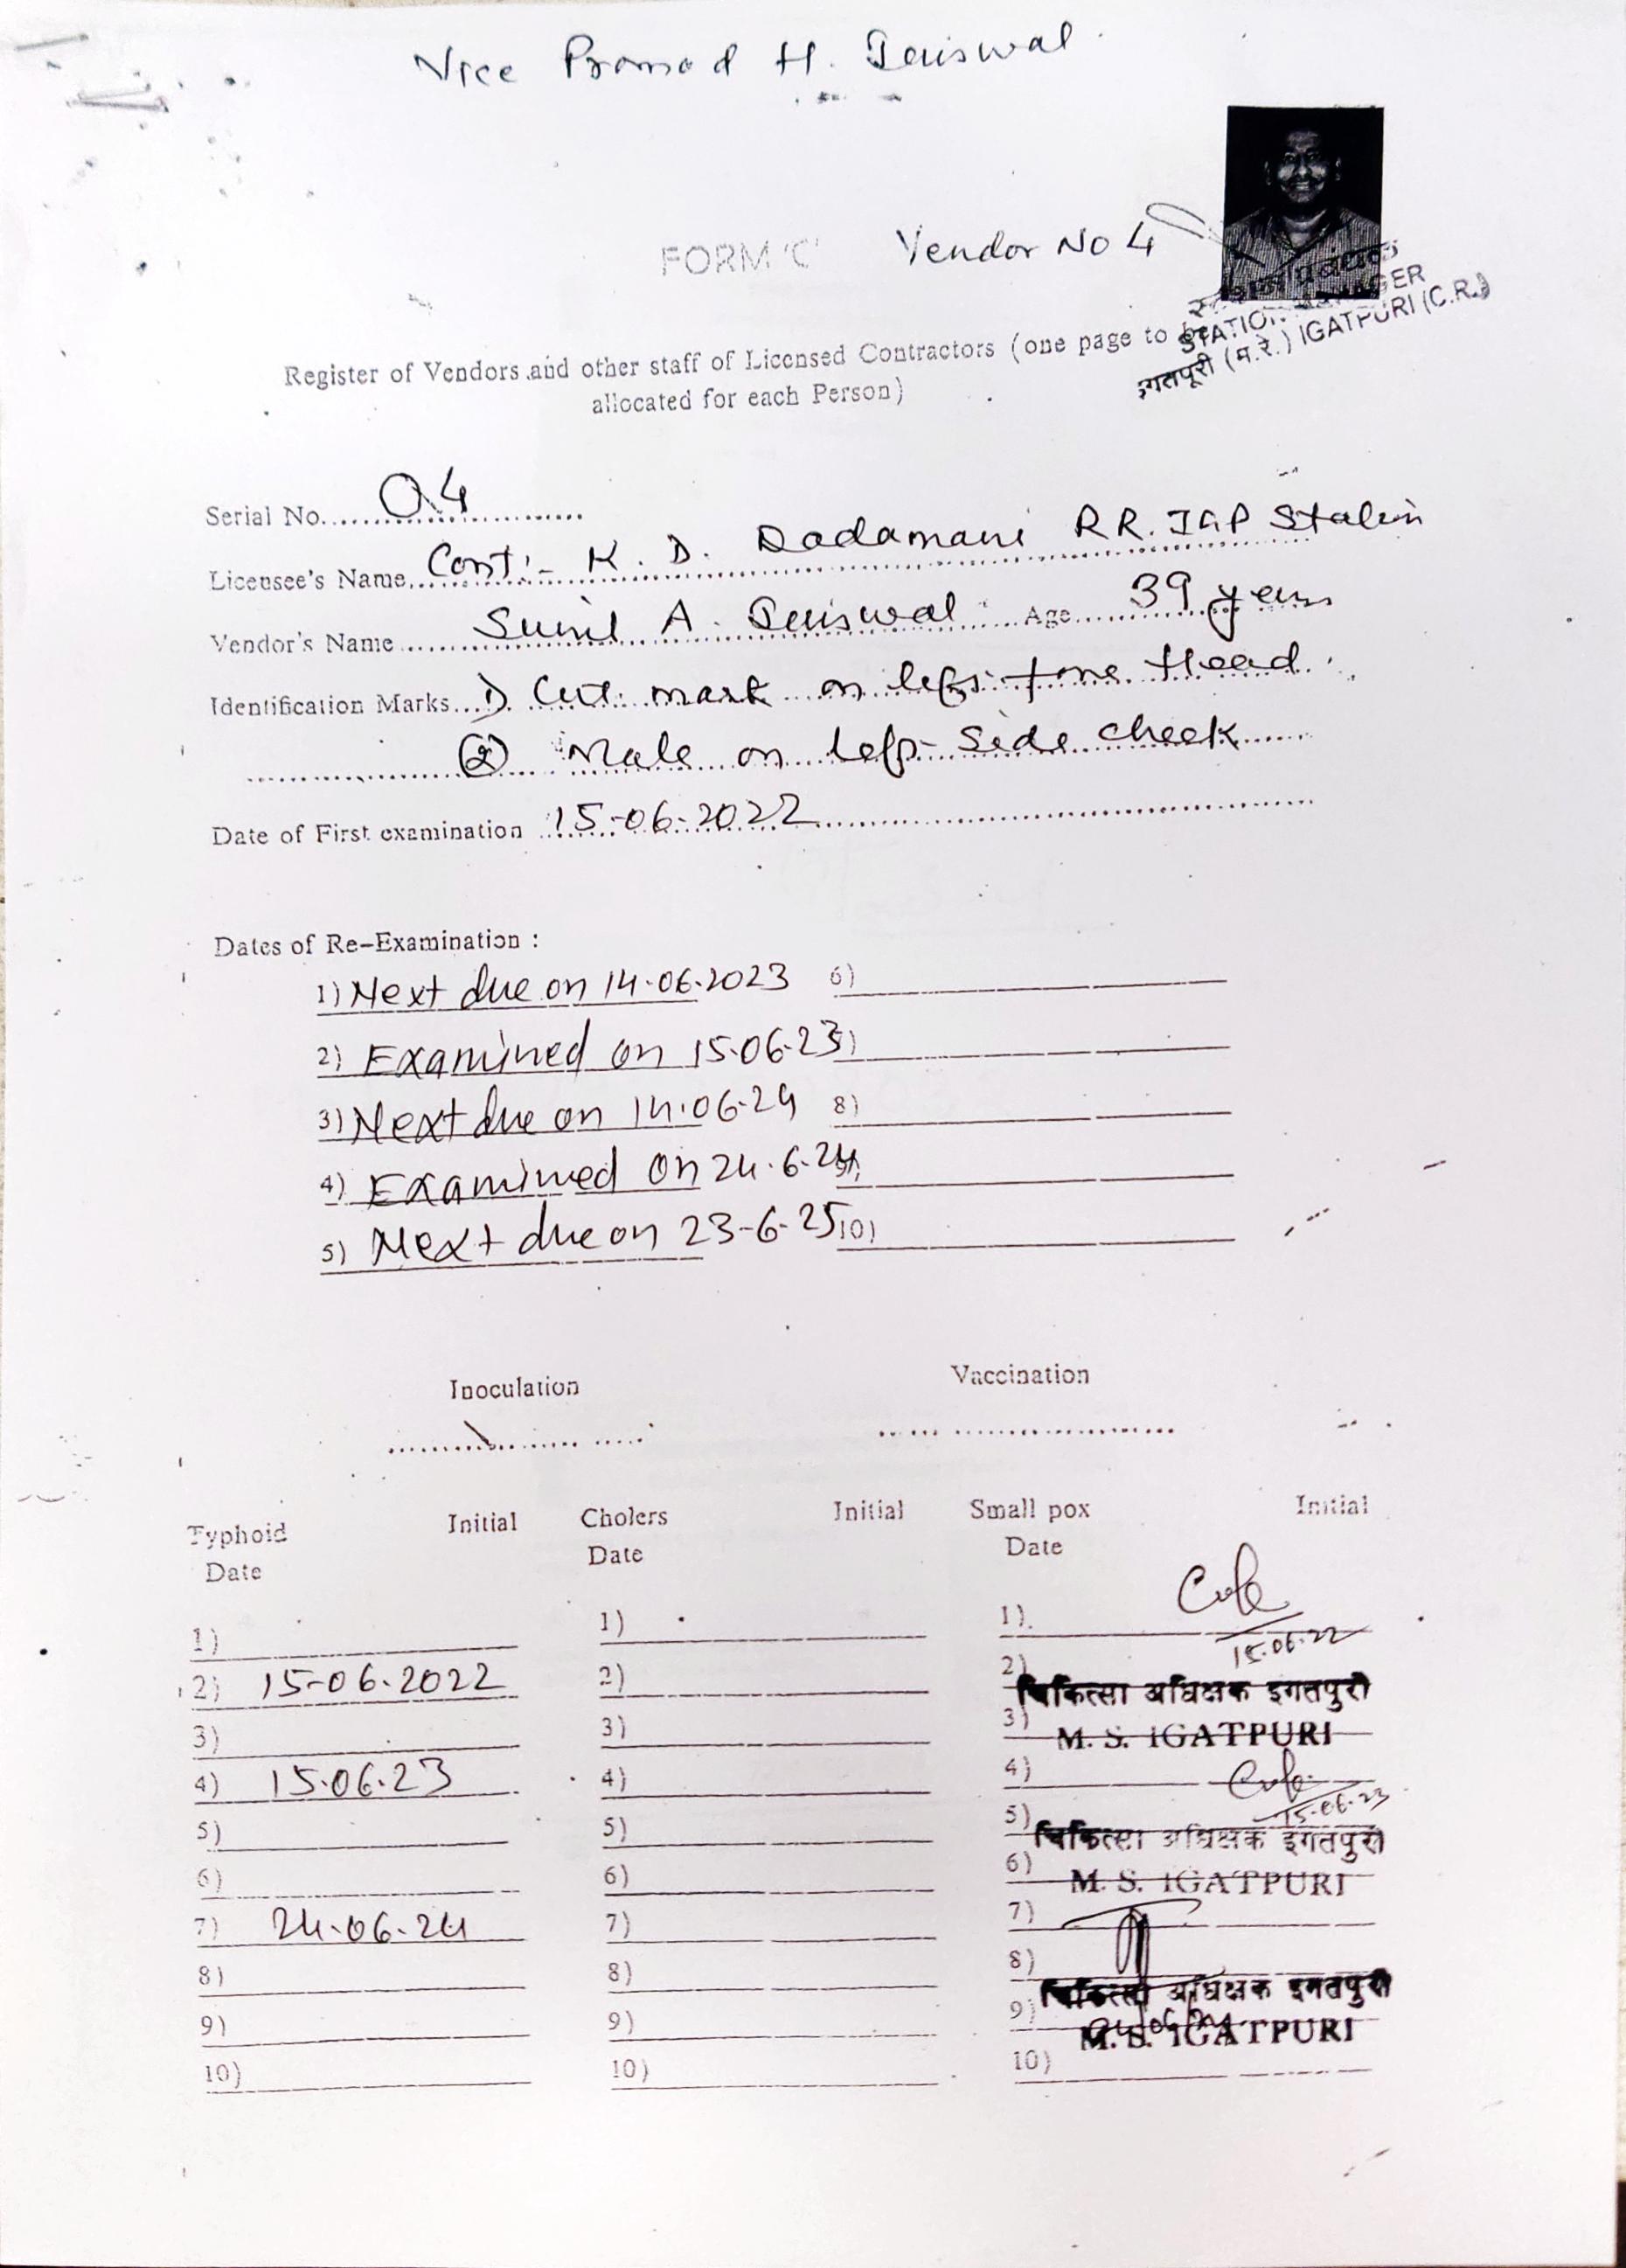 Vice Pramod H. Jaiswal
FORM 'C' Vendor No 4
स्टेशन प्रबंधक
STATION MANAGER
इगतपूरी (म.रे.) IGATPURI (C.R.)
Register of Vendors and other staff of Licensed Contractors (one page to be
allocated for each Person)
Serial No. 04
Licensee's Name Cont:- K. D. Dadamani RR. IGP Station
Vendor's Name Sunil A. Jaiswal Age 39 years
Identification Marks 1) Cut mark on left fore Head.
(2) Male on left side cheek
Date of First examination 15-06-2022
Dates of Re-Examination :
1) Next due on 14.06.2023 6)
2) Examined on 15.06.23
3) Next due on 14.06.24 8)
4) Examined on 24.6.24
5) Next due on 23-6-25 10)
Inoculation Vaccination
Typhoid Initial Cholers Initial Small pox Initial
Date Date Date
1) 1) 1)
15.06.22
2) 15-06.2022 2) 2)
चिकित्सा अधिक्षक इगतपुरी
3) 3) 3) M. S. IGATPURI
4) 15.06.23 4) 4)
15-06-23
5) 5) 5) चिकित्सा अधिक्षक इगतपुरी
6) 6) 6) M. S. IGATPURI
7) 24.06.24 7) 7)
8) 8) 8)
चिकित्सा अधिक्षक इगतपुरी
9) 9) 9) M. S. IGATPURI
10) 10) 10)